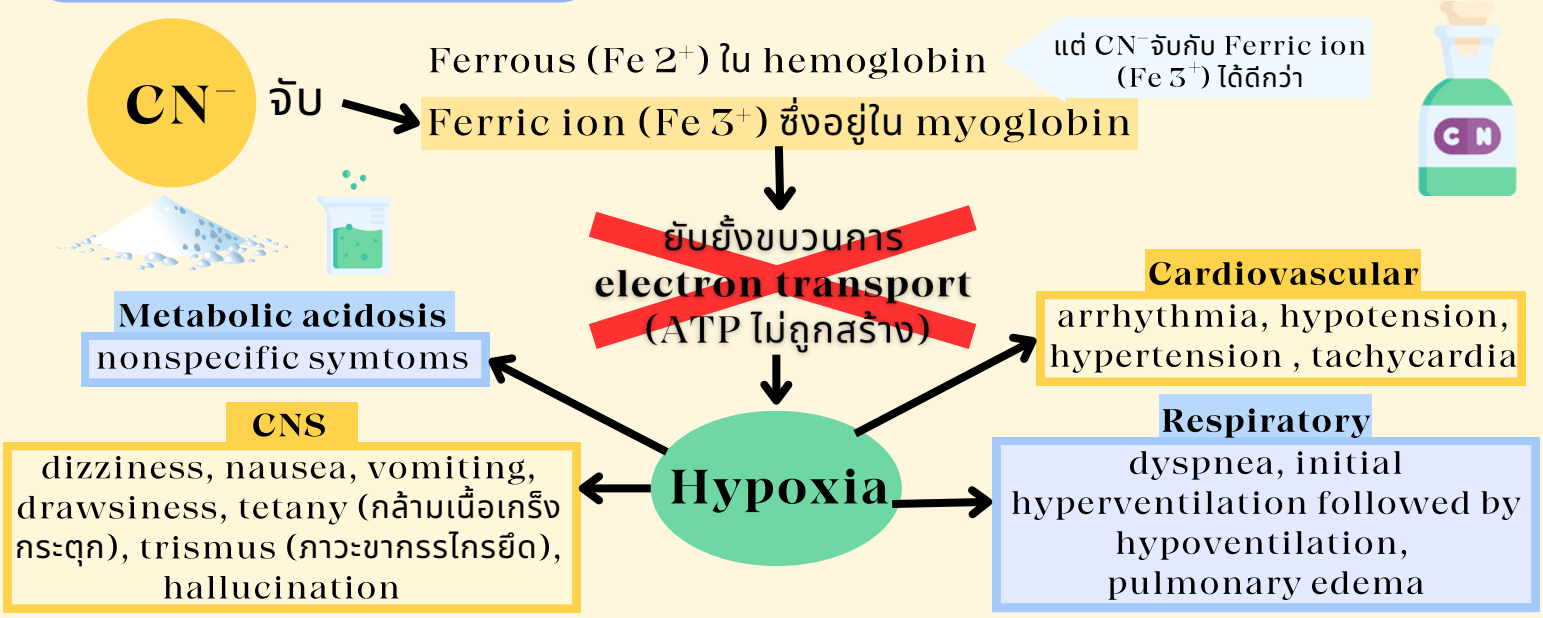 CN⁻ จับ
Ferrous (Fe 2⁺) ใน hemoglobin
Ferric ion (Fe 3⁺) ซึ่งอยู่ใน myoglobin
แต่ CN⁻จับกับ Ferric ion
(Fe 3⁺) ได้ดีกว่า
C N
ยับยั้งขบวนการ
electron transport
(ATP ไม่ถูกสร้าง)
Hypoxia
Metabolic acidosis
nonspecific symtoms
CNS
dizziness, nausea, vomiting,
drawsiness, tetany (กล้ามเนื้อเกร็ง
กระตุก), trismus (ภาวะขากรรไกรยึด),
hallucination
Cardiovascular
arrhythmia, hypotension,
hypertension , tachycardia
Respiratory
dyspnea, initial
hyperventilation followed by
hypoventilation,
pulmonary edema